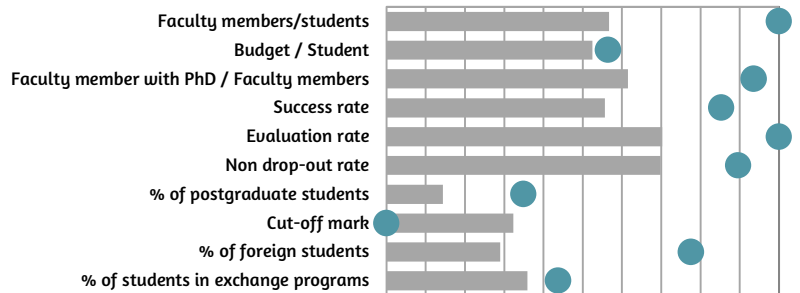 Faculty members/students
Budget / Student
Faculty member with PhD / Faculty members
Success rate
Evaluation rate
Non drop-out rate
% of postgraduate students
Cut-off mark
% of foreign students
% of students in exchange programs